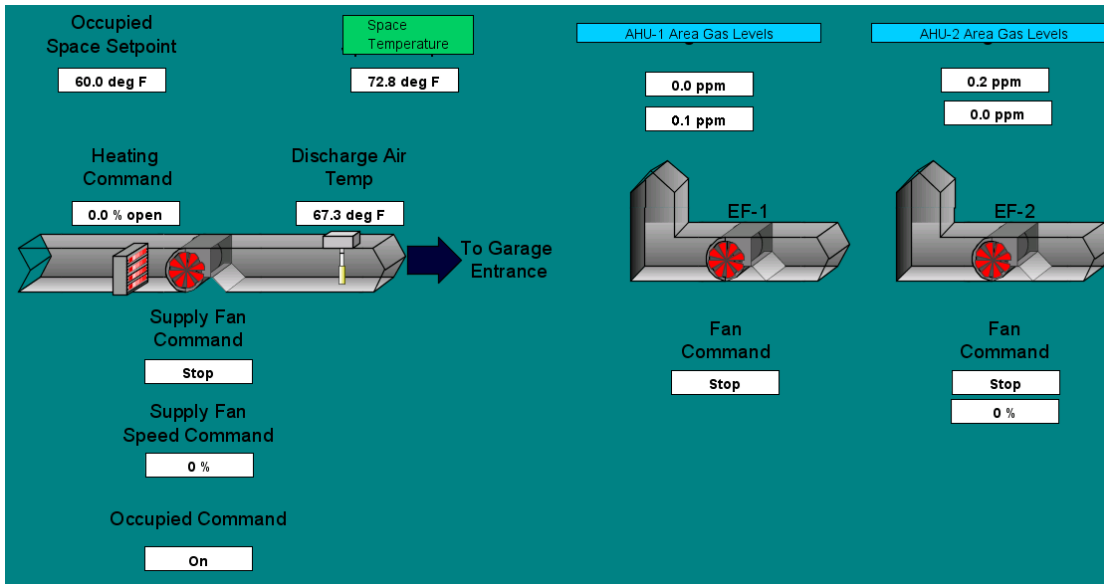 Occupied
Space Setpoint
60.0 deg F
Space
Temperature
72.8 deg F
AHU-1 Area Gas Levels
0.0 ppm
0.1 ppm
AHU-2 Area Gas Levels
0.2 ppm
0.0 ppm
Heating
Command
0.0 % open
Discharge Air
Temp
67.3 deg F
To Garage
Entrance
EF-1
EF-2
Supply Fan
Command
Stop
Fan
Command
Stop
Fan
Command
Stop
0 %
Supply Fan
Speed Command
0 %
Occupied Command
On